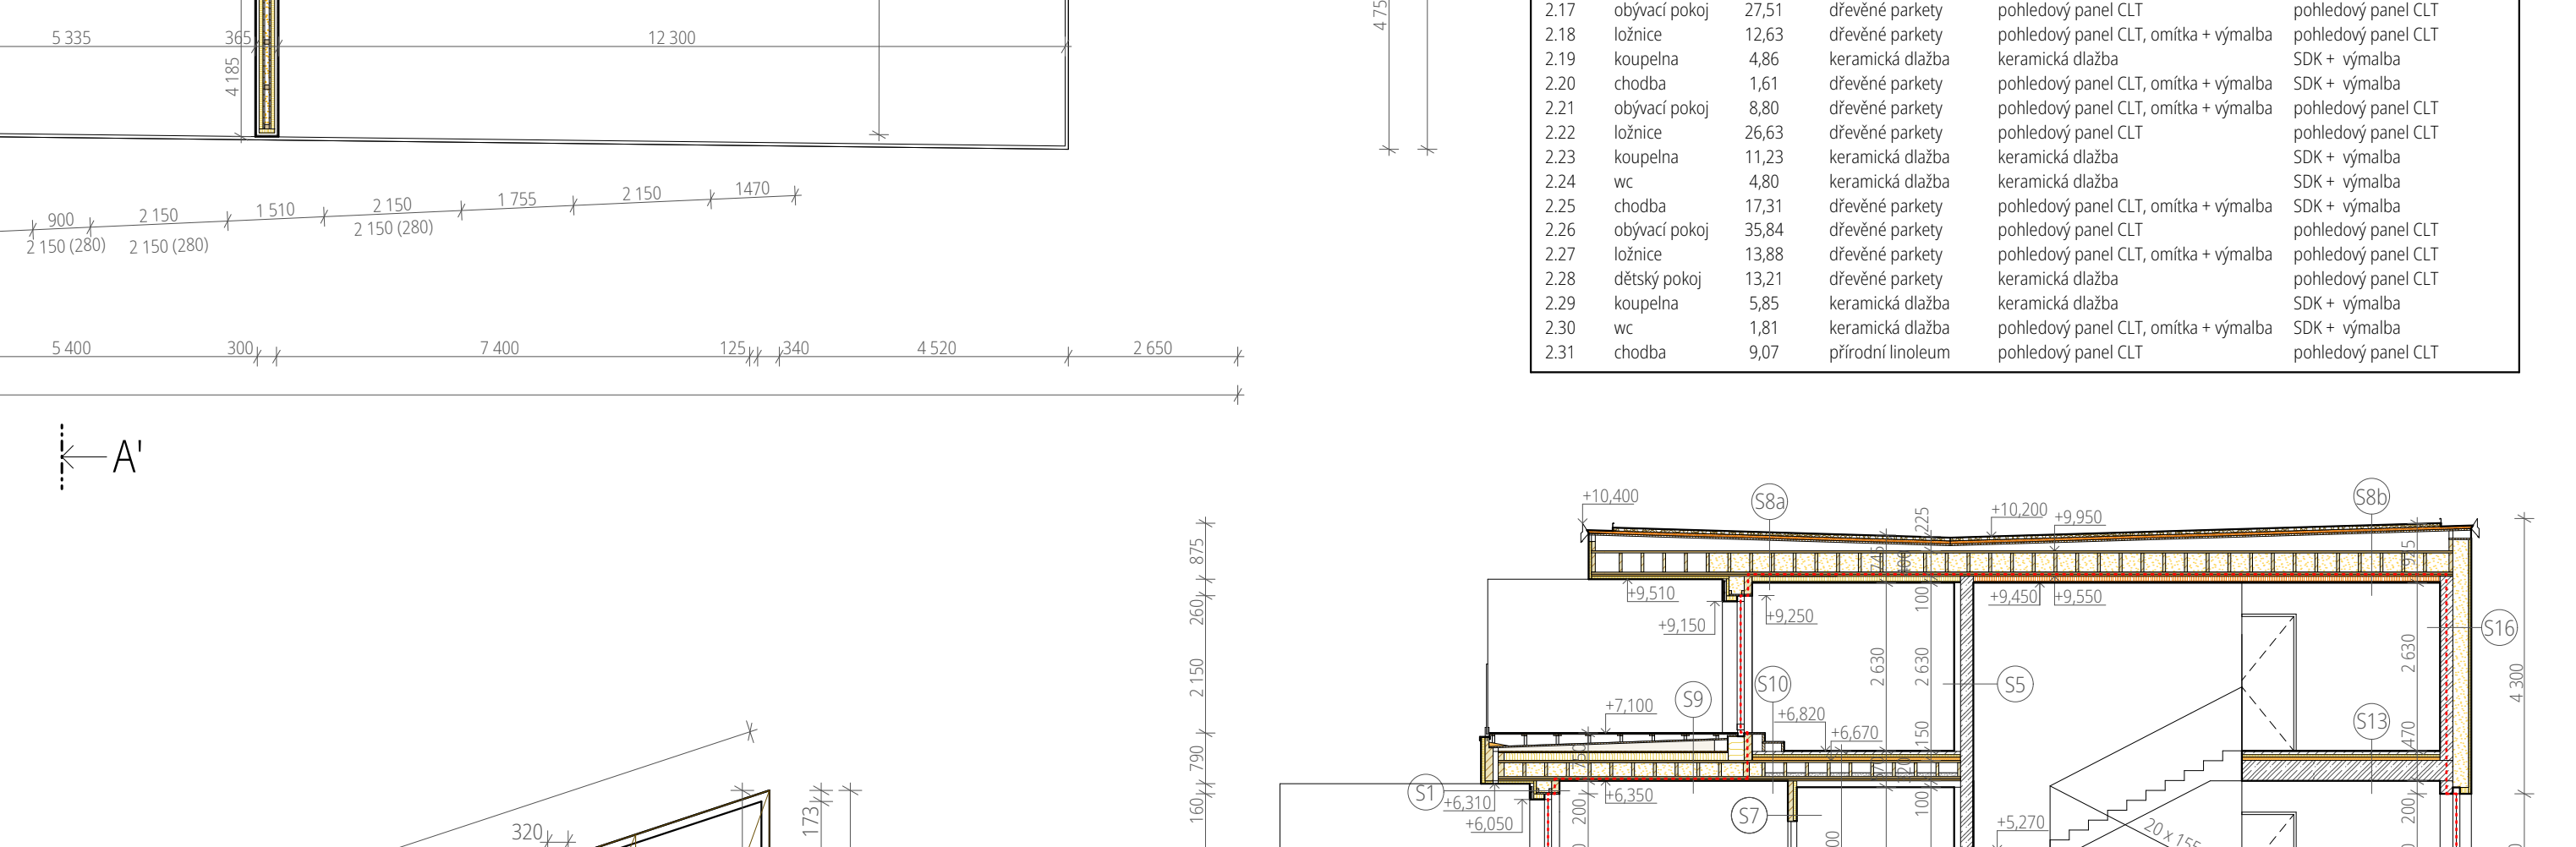 5 335
365
12 300
4 185
900
2 150
1 510
2 150
1 755
2 150
1470
2 150 (280)
2 150 (280)
2 150 (280)
5 400
300
7 400
125
340
4 520
2 650
A'
2.17 obývací pokoj 27,51 dřevěné parkety pohledový panel CLT pohledový panel CLT
2.18 ložnice 12,63 dřevěné parkety pohledový panel CLT, omítka + výmalba pohledový panel CLT
2.19 koupelna 4,86 keramická dlažba keramická dlažba SDK + výmalba
2.20 chodba 1,61 dřevěné parkety pohledový panel CLT, omítka + výmalba SDK + výmalba
2.21 obývací pokoj 8,80 dřevěné parkety pohledový panel CLT, omítka + výmalba pohledový panel CLT
2.22 ložnice 26,63 dřevěné parkety pohledový panel CLT pohledový panel CLT
2.23 koupelna 11,23 keramická dlažba keramická dlažba SDK + výmalba
2.24 wc 4,80 keramická dlažba keramická dlažba SDK + výmalba
2.25 chodba 17,31 dřevěné parkety pohledový panel CLT, omítka + výmalba SDK + výmalba
2.26 obývací pokoj 35,84 dřevěné parkety pohledový panel CLT pohledový panel CLT
2.27 ložnice 13,88 dřevěné parkety pohledový panel CLT, omítka + výmalba pohledový panel CLT
2.28 dětský pokoj 13,21 dřevěné parkety keramická dlažba pohledový panel CLT
2.29 koupelna 5,85 keramická dlažba keramická dlažba SDK + výmalba
2.30 wc 1,81 keramická dlažba pohledový panel CLT, omítka + výmalba SDK + výmalba
2.31 chodba 9,07 přírodní linoleum pohledový panel CLT pohledový panel CLT
320
173
875
260
2 150
790
160
+10,400
S8a
225
+10,200
+9,950
S8b
925
+9,510
+9,150
+9,250
100
+9,450
+9,550
S16
2 630
2 630
2 630
4 300
S10
S5
S9
+7,100
+6,820
+6,670
150
S13
470
750
S1
+6,310
+6,350
+6,050
200
S7
100
+5,270
20 x 155
200